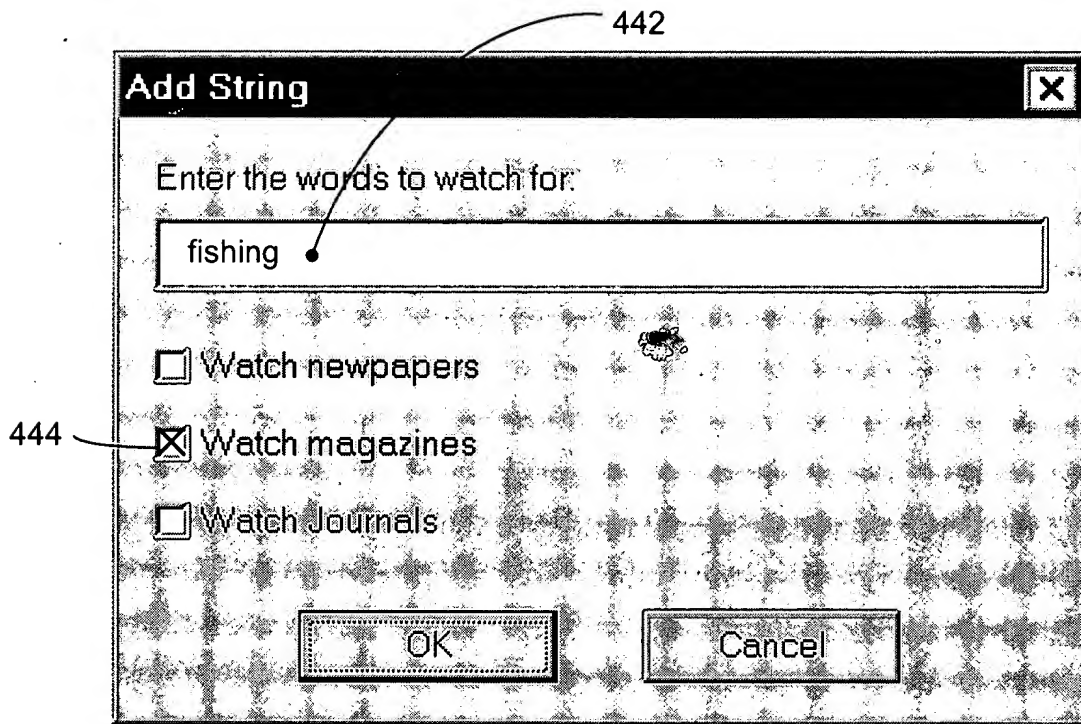 442
Add String
Enter the words to watch for:
fishing
Watch newpapers
444
Watch magazines
Watch Journals
OK
Cancel